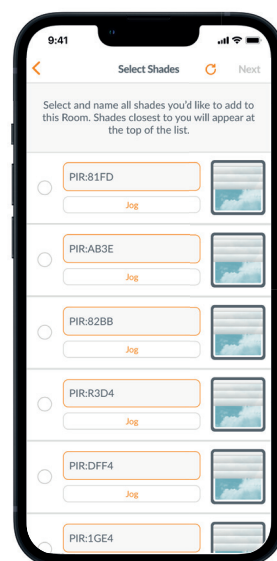 9:41
Select Shades
Next
Select and name all shades you'd like to add to
this Room. Shades closest to you will appear at
the top of the list.
PIR:81FD
Jog
PIR:AB3E
Jog
PIR:82BB
Jog
PIR:R3D4
Jog
PIR:DFF4
Jog
PIR:1GE4